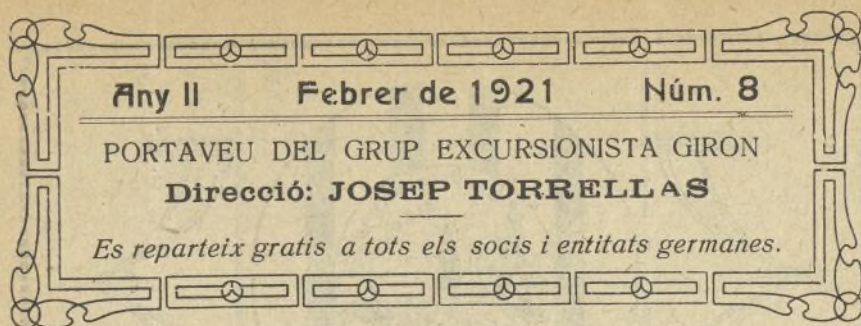 Any II Febrer de 1921 Núm. 8
PORTAVEU DEL GRUP EXCURSIONISTA GIRON
Direcció: JOSEP TORRELLAS
Es reparteix gratis a tots els socis i entitats germanes.